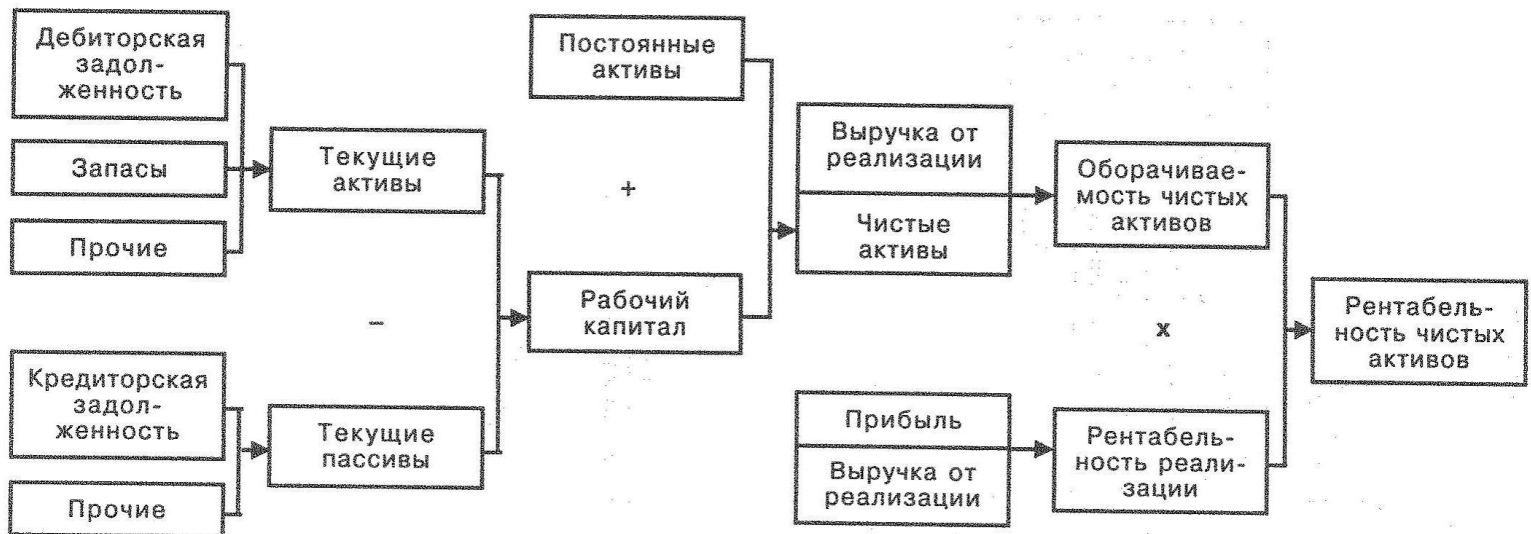 Дебиторская
задол-
женность
Запасы
Прочие
Кредиторская
задол-
женность
Прочие
Текущие
активы
–
Текущие
пассивы
Постоянные
активы
+
Рабочий
капитал
Выручка от
реализации
Чистые
активы
Прибыль
Выручка от
реализации
Оборачивае-
мость чистых
активов
x
Рентабель-
ность реали-
зации
Рентабель-
ность чистых
активов